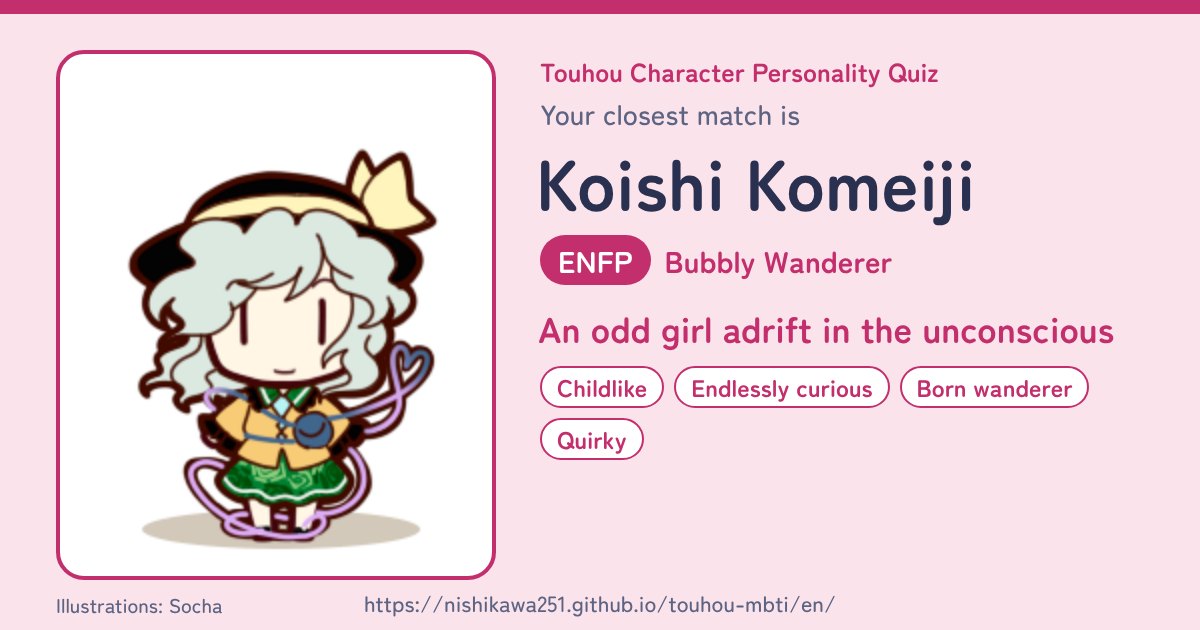 Touhou Character Personality Quiz
Your closest match is
Koishi Komeiji
ENFP Bubbly Wanderer
An odd girl adrift in the unconscious
Childlike Endlessly curious Born wanderer
Quirky
Illustrations: Socha https://nishikawa251.github.io/touhou-mbti/en/